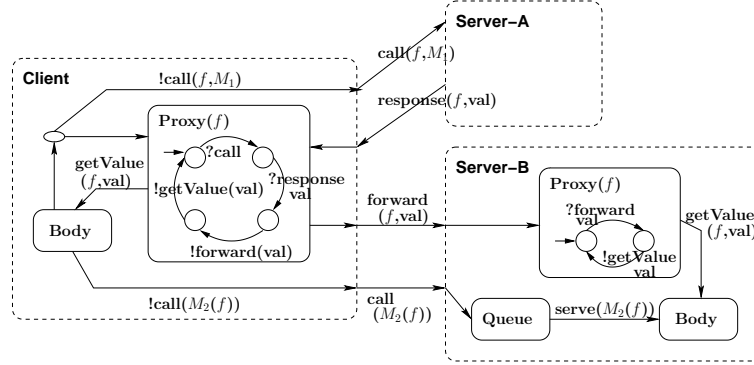 Server-A
call(f,M1)
Client
!call(f,M1)
response(f,val)
Proxy(f)
?call
getValue
(f,val)
!getValue(val)
?response
val
!forward(val)
Body
!call(M2(f))
forward
(f,val)
call
(M2(f))
Server-B
Proxy(f)
?forward
val
!getValue
val
getValue
(f,val)
Queue
serve(M2(f))
Body